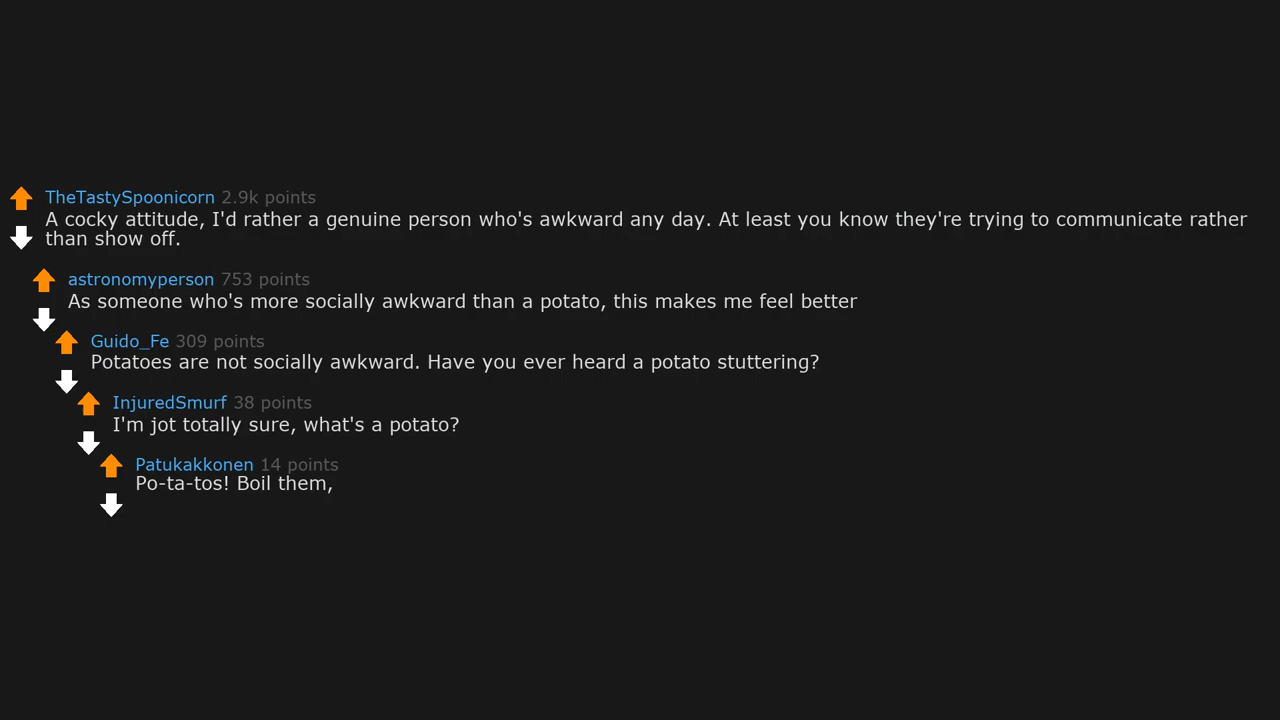 TheTastySpoonicorn 2.9k points
A cocky attitude, I'd rather a genuine person who's awkward any day. At least you know they're trying to communicate rather
than show off.
astronomyperson 753 points
As someone who's more socially awkward than a potato, this makes me feel better
Guido_Fe 309 points
Potatoes are not socially awkward. Have you ever heard a potato stuttering?
InjuredSmurf 38 points
I'm jot totally sure, what's a potato?
Patukakkonen 14 points
Po-ta-tos! Boil them,